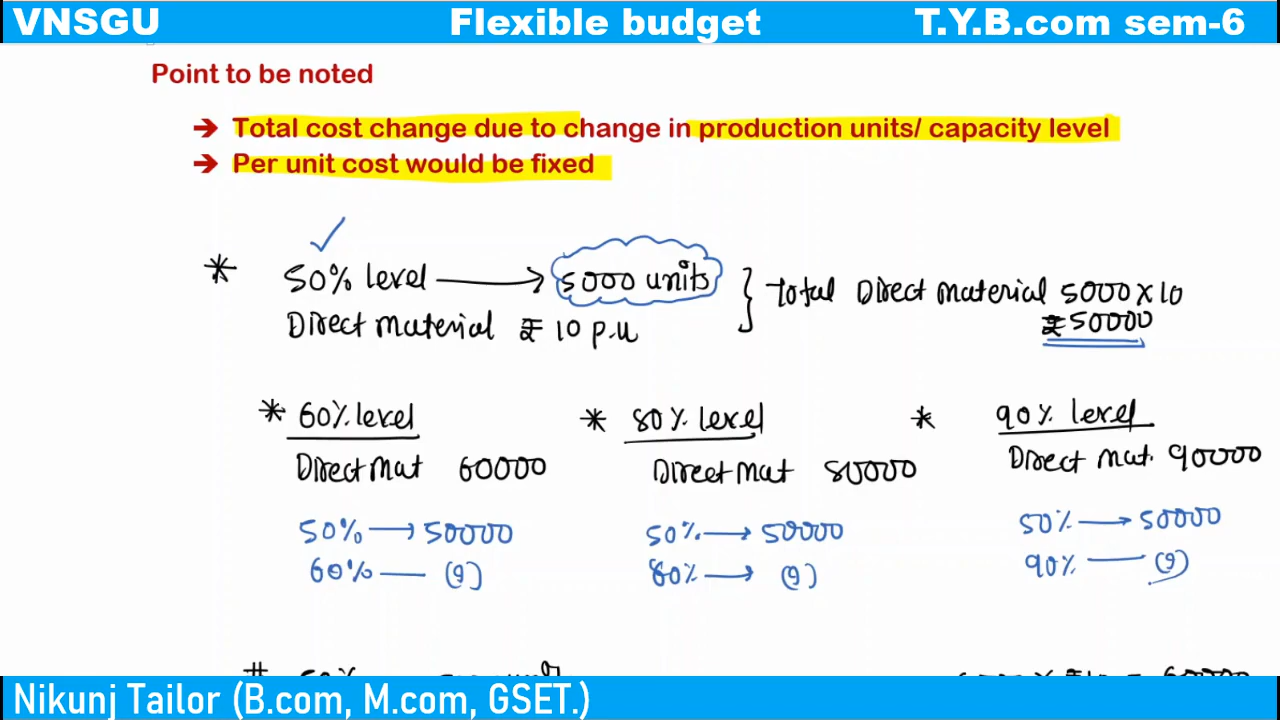 VNSGU Flexible budget T.Y.B.com sem-6
Point to be noted
➔ Total cost change due to change in production units/ capacity level
➔ Per unit cost would be fixed
* 50% level → 5000 units } Total Direct material 5000 x 10
Direct material ₹ 10 p.u ₹ 50000
* 60% level * 80% level * 90% level
Direct mat 60000 Direct mat 80000 Direct mat. 90000
50% → 50000 50% → 50000 50% → 50000
60% — (?) 80% → (?) 90% — (?)
Nikunj Tailor (B.com, M.com, GSET.)